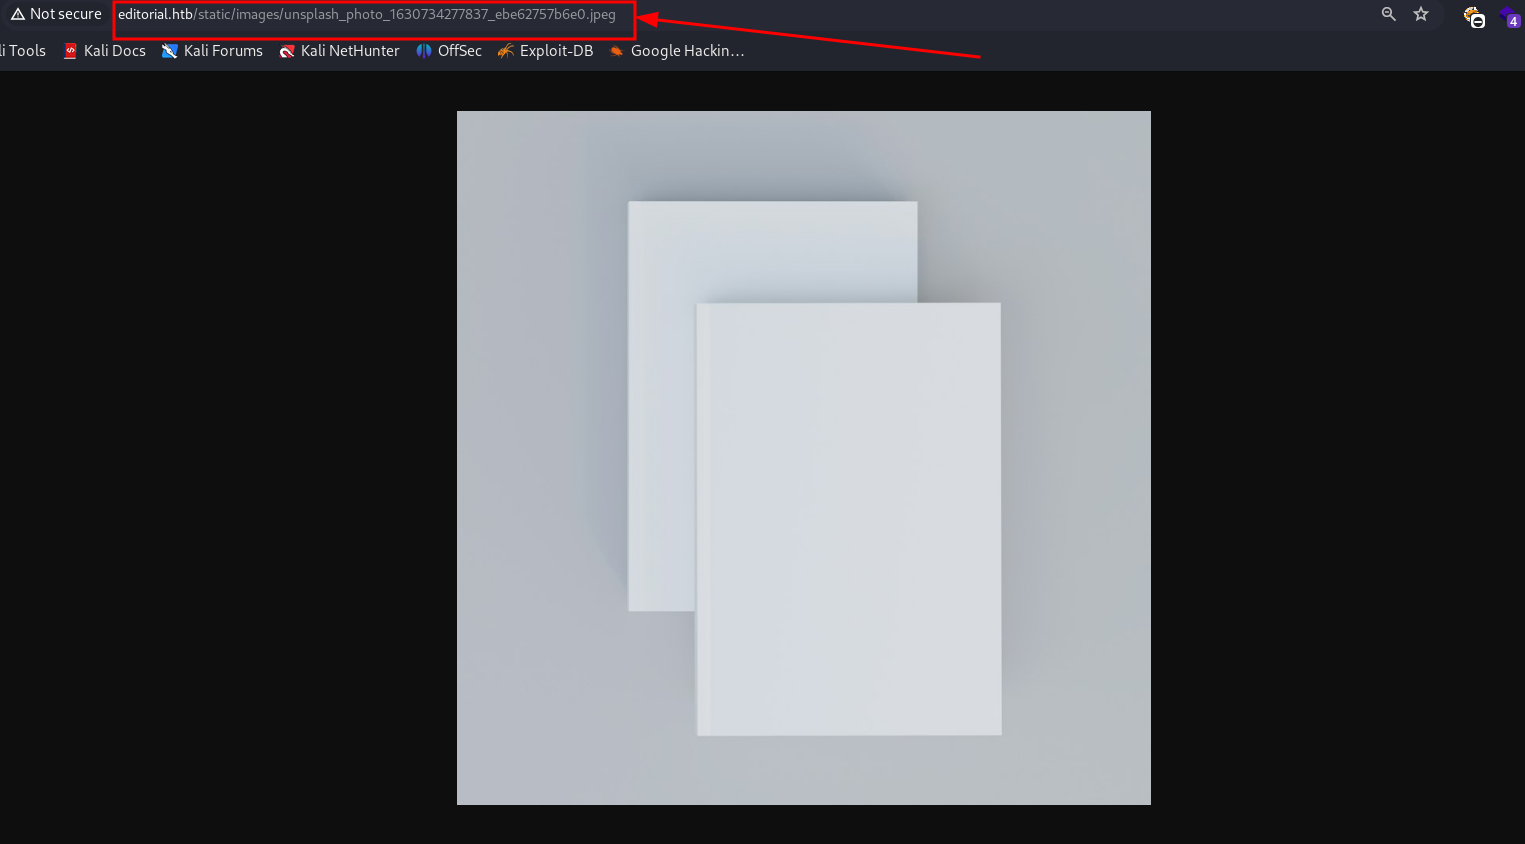 Not secure editorial.htb/static/images/unsplash_photo_1630734277837_ebe62757b6e0.jpeg
4
li Tools Kali Docs Kali Forums Kali NetHunter OffSec Exploit-DB Google Hackin…